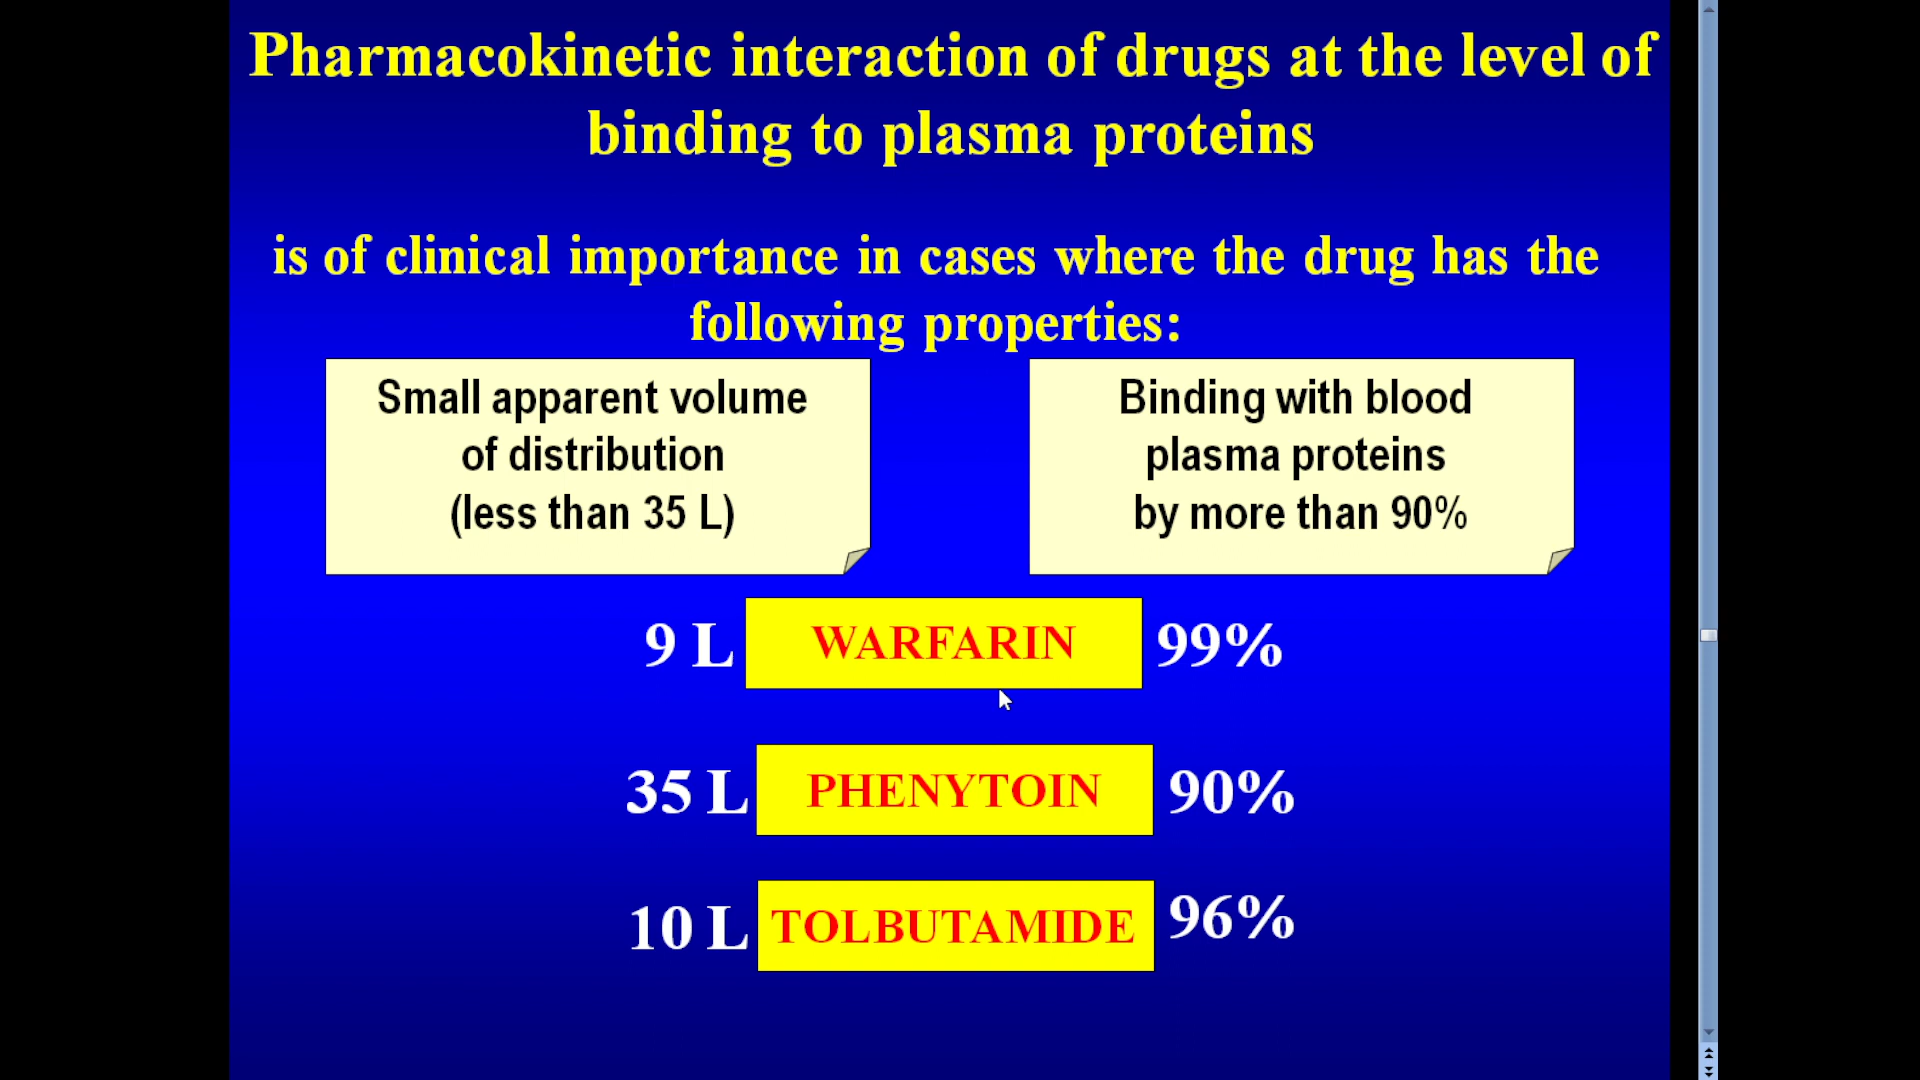 Pharmacokinetic interaction of drugs at the level of
binding to plasma proteins
is of clinical importance in cases where the drug has the
following properties:
Small apparent volume
of distribution
(less than 35 L)
Binding with blood
plasma proteins
by more than 90%
9 L WARFARIN 99%
35 L PHENYTOIN 90%
10 L TOLBUTAMIDE 96%